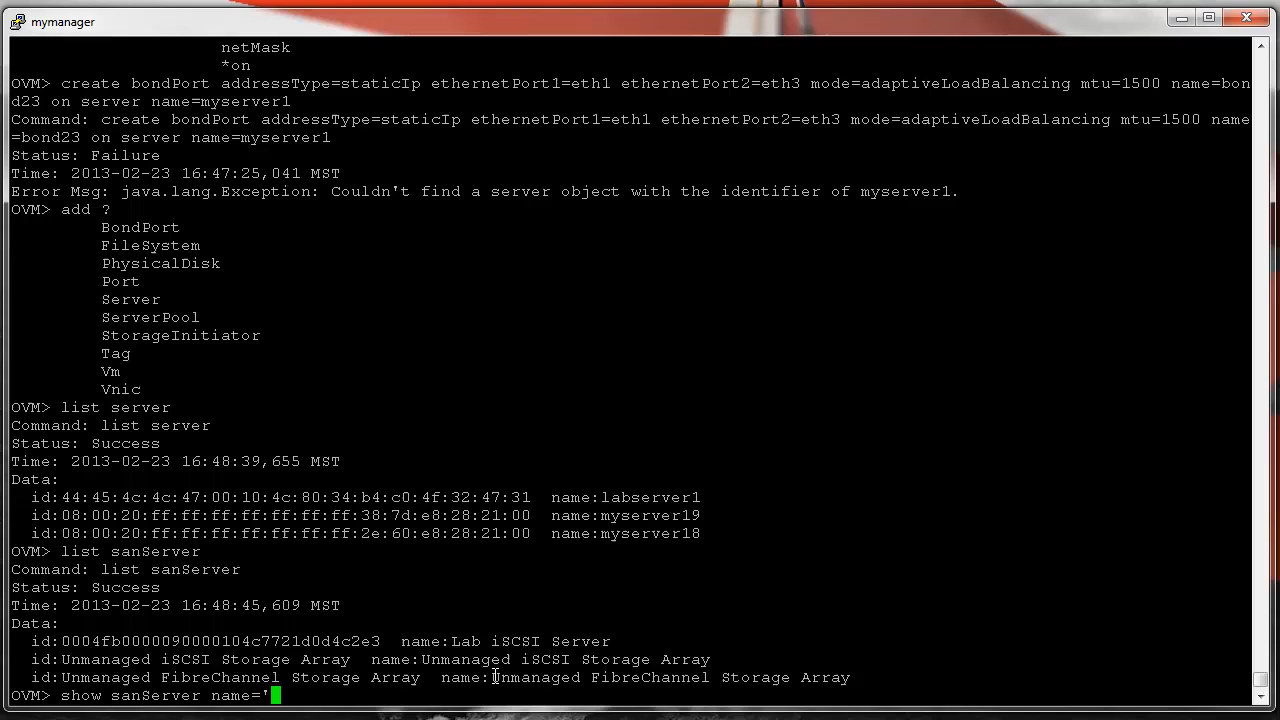 mymanager
netMask
*on
OVM> create bondPort addressType=staticIp ethernetPort1=eth1 ethernetPort2=eth3 mode=adaptiveLoadBalancing mtu=1500 name=bon
d23 on server name=myserver1
Command: create bondPort addressType=staticIp ethernetPort1=eth1 ethernetPort2=eth3 mode=adaptiveLoadBalancing mtu=1500 name
=bond23 on server name=myserver1
Status: Failure
Time: 2013-02-23 16:47:25,041 MST
Error Msg: java.lang.Exception: Couldn't find a server object with the identifier of myserver1.
OVM> add ?
BondPort
FileSystem
PhysicalDisk
Port
Server
ServerPool
StorageInitiator
Tag
Vm
Vnic
OVM> list server
Command: list server
Status: Success
Time: 2013-02-23 16:48:39,655 MST
Data:
id:44:45:4c:4c:47:00:10:4c:80:34:b4:c0:4f:32:47:31  name:labserver1
id:08:00:20:ff:ff:ff:ff:ff:ff:ff:38:7d:e8:28:21:00  name:myserver19
id:08:00:20:ff:ff:ff:ff:ff:ff:ff:2e:60:e8:28:21:00  name:myserver18
OVM> list sanServer
Command: list sanServer
Status: Success
Time: 2013-02-23 16:48:45,609 MST
Data:
id:0004fb0000090000104c7721d0d4c2e3  name:Lab iSCSI Server
id:Unmanaged iSCSI Storage Array  name:Unmanaged iSCSI Storage Array
id:Unmanaged FibreChannel Storage Array  name:Unmanaged FibreChannel Storage Array
OVM> show sanServer name='